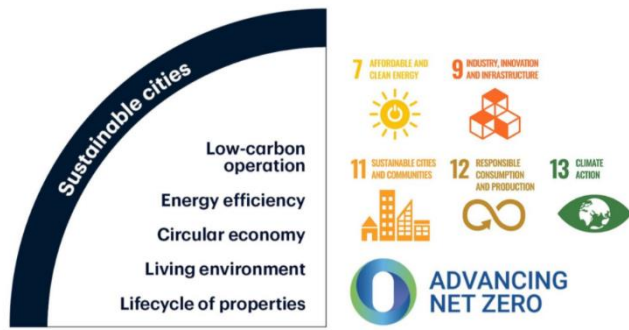 Sustainable cities
Low-carbon
operation
Energy efficiency
Circular economy
Living environment
Lifecycle of properties
7 AFFORDABLE AND
CLEAN ENERGY
9 INDUSTRY, INNOVATION
AND INFRASTRUCTURE
11 SUSTAINABLE CITIES
AND COMMUNITIES
12 RESPONSIBLE
CONSUMPTION
AND PRODUCTION
13 CLIMATE
ACTION
ADVANCING
NET ZERO